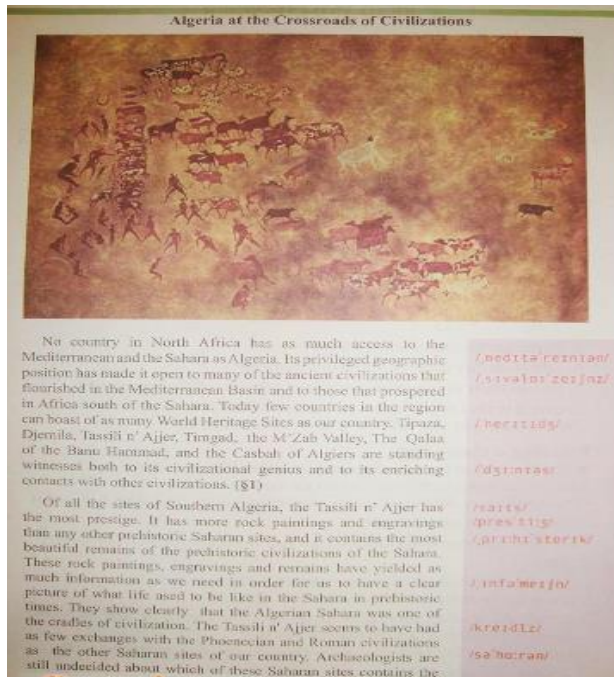 Algeria at the Crossroads of Civilizations
No country in North Africa has as much access to the
Mediterranean and the Sahara as Algeria. Its privileged geographic
position has made it open to many of the ancient civilizations that
flourished in the Mediterranean Basin and to those that prospered
in Africa south of the Sahara. Today few countries in the region
can boast of as many World Heritage Sites as our country. Tipaza,
Djemila, Tassili n' Ajjer, Timgad, the M'Zab Valley, The Qalaa
of the Banu Hammad, and the Casbah of Algiers are standing
witnesses both to its civilizational genius and to its enriching
contacts with other civilizations. (§1)
Of all the sites of Southern Algeria, the Tassili n' Ajjer has
the most prestige. It has more rock paintings and engravings
than any other prehistoric Saharan sites, and it contains the most
beautiful remains of the prehistoric civilizations of the Sahara.
These rock paintings, engravings and remains have yielded as
much information as we need in order for us to have a clear
picture of what life used to be like in the Sahara in prehistoric
times. They show clearly that the Algerian Sahara was one of
the cradles of civilization. The Tassili n' Ajjer seems to have had
as few exchanges with the Phoenecian and Roman civilizations
as the other Saharan sites of our country. Archaeologists are
still undecided about which of these Saharan sites contains the
/ˌmedɪtəˈreɪnɪən/
/ˌsɪvəlaɪˈzeɪʃnz/
/ˈherɪtɪdʒ/
/ˈdʒiːnɪəs/
/saɪts/
/presˈtiːʒ/
/ˌpriːhɪˈstɒrɪk/
/ˌɪnfəˈmeɪʃn/
/kreɪdlz/
/səˈhɑːrən/